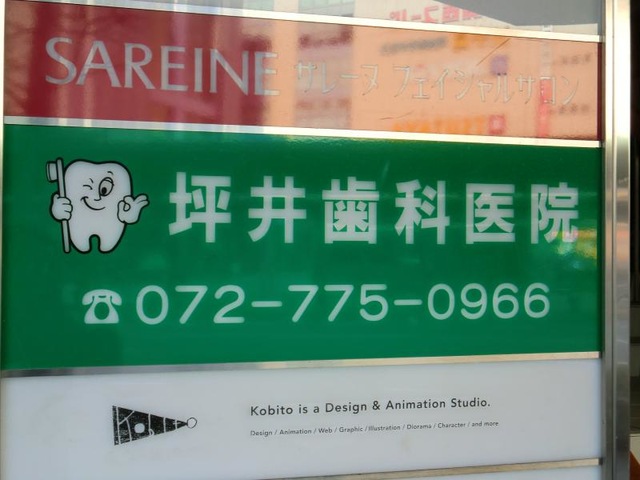 SAREINE サレーヌ フェイシャルサロン
坪井歯科医院
☎072-775-0966
Kobito is a Design & Animation Studio.
Design / Animation / Web / Graphic / Illustration / Diorama / Character / and more